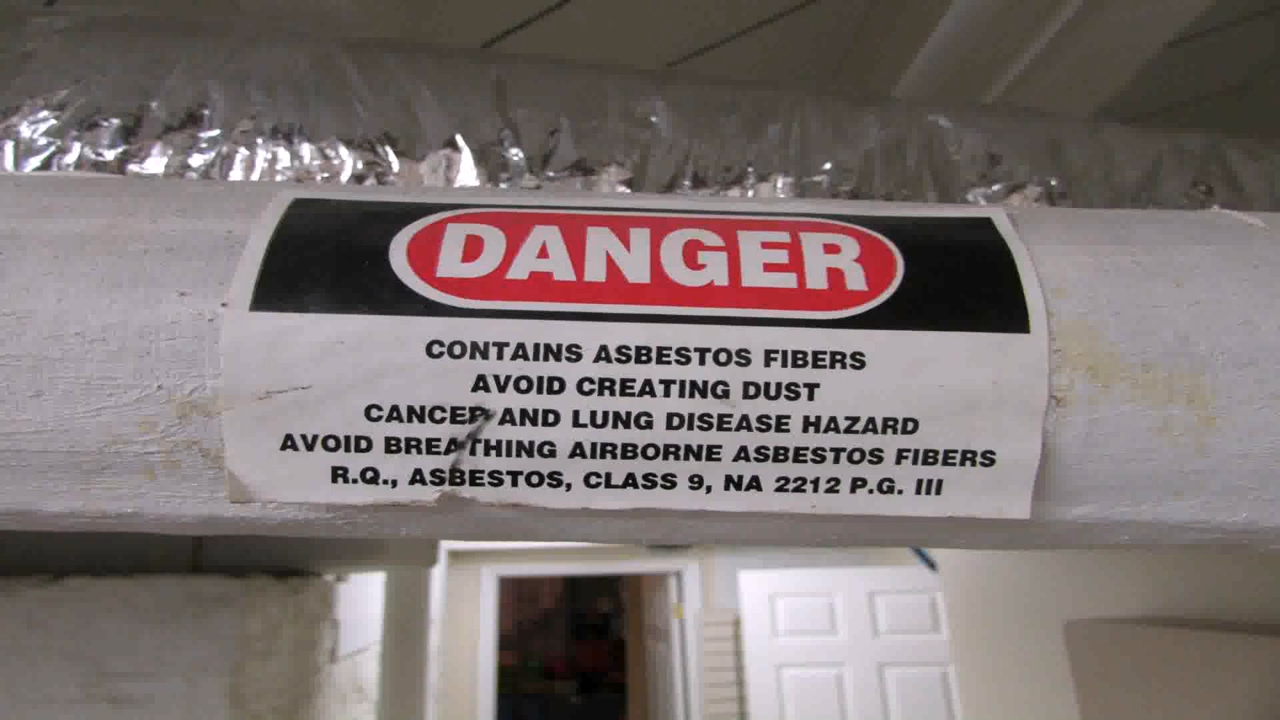 DANGER
CONTAINS ASBESTOS FIBERS
AVOID CREATING DUST
CANCER AND LUNG DISEASE HAZARD
AVOID BREATHING AIRBORNE ASBESTOS FIBERS
R.Q., ASBESTOS, CLASS 9, NA 2212 P.G. III